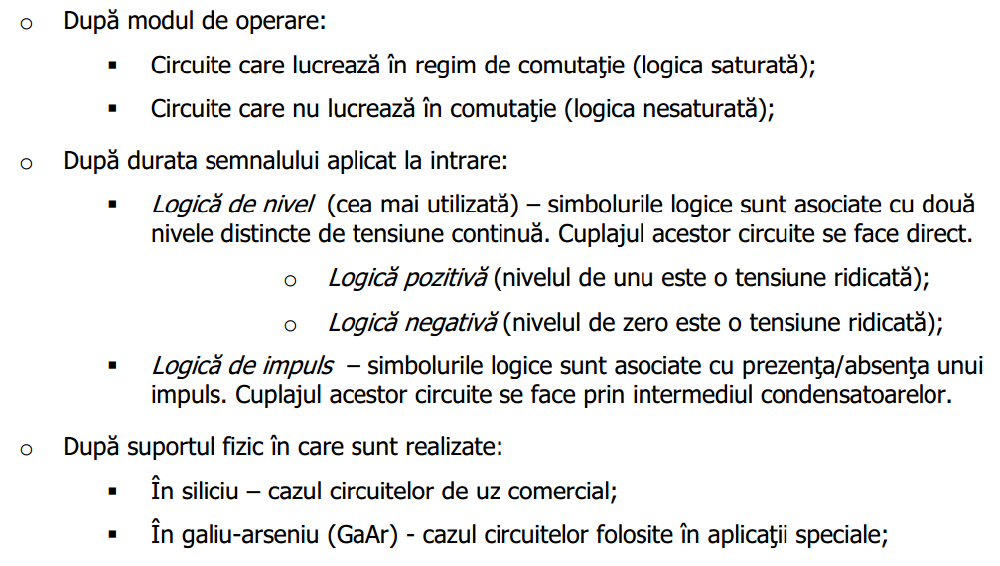 o După modul de operare:
▪ Circuite care lucrează în regim de comutaţie (logica saturată);
▪ Circuite care nu lucrează în comutaţie (logica nesaturată);
o După durata semnalului aplicat la intrare:
▪ Logică de nivel (cea mai utilizată) – simbolurile logice sunt asociate cu două
nivele distincte de tensiune continuă. Cuplajul acestor circuite se face direct.
o Logică pozitivă (nivelul de unu este o tensiune ridicată);
o Logică negativă (nivelul de zero este o tensiune ridicată);
▪ Logică de impuls – simbolurile logice sunt asociate cu prezenţa/absenţa unui
impuls. Cuplajul acestor circuite se face prin intermediul condensatoarelor.
o După suportul fizic în care sunt realizate:
▪ În siliciu – cazul circuitelor de uz comercial;
▪ În galiu-arseniu (GaAr) - cazul circuitelor folosite în aplicaţii speciale;